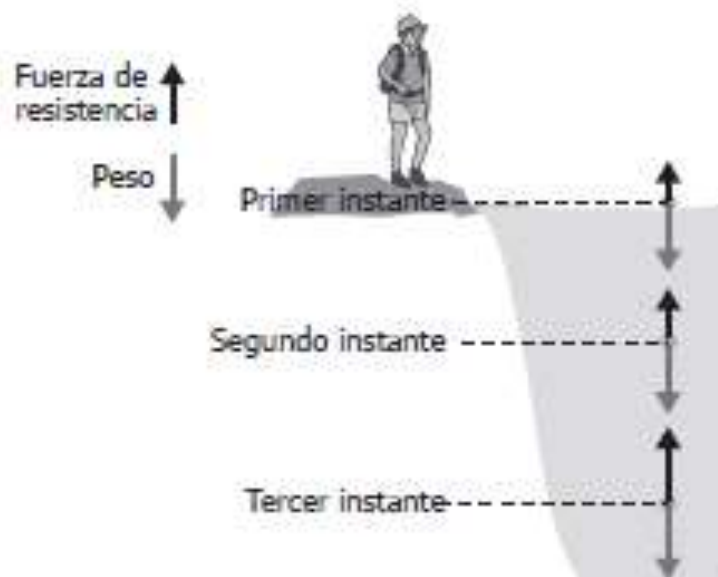 Fuerza de
resistencia
Peso
Primer instante
Segundo instante
Tercer instante